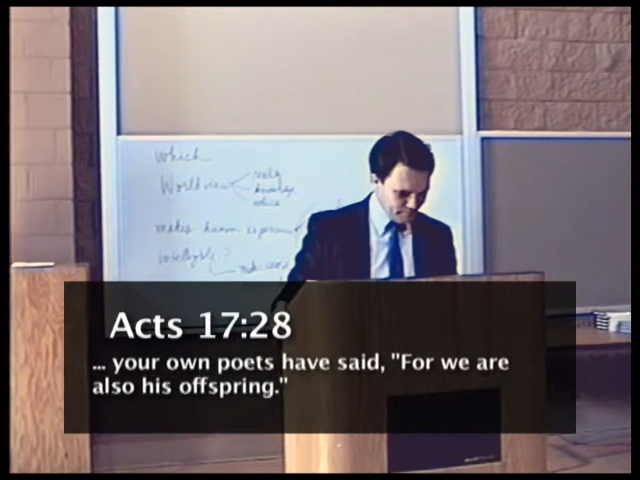 which
Worldview
makes human
intelligible ?
Acts 17:28
... your own poets have said, "For we are
also his offspring."